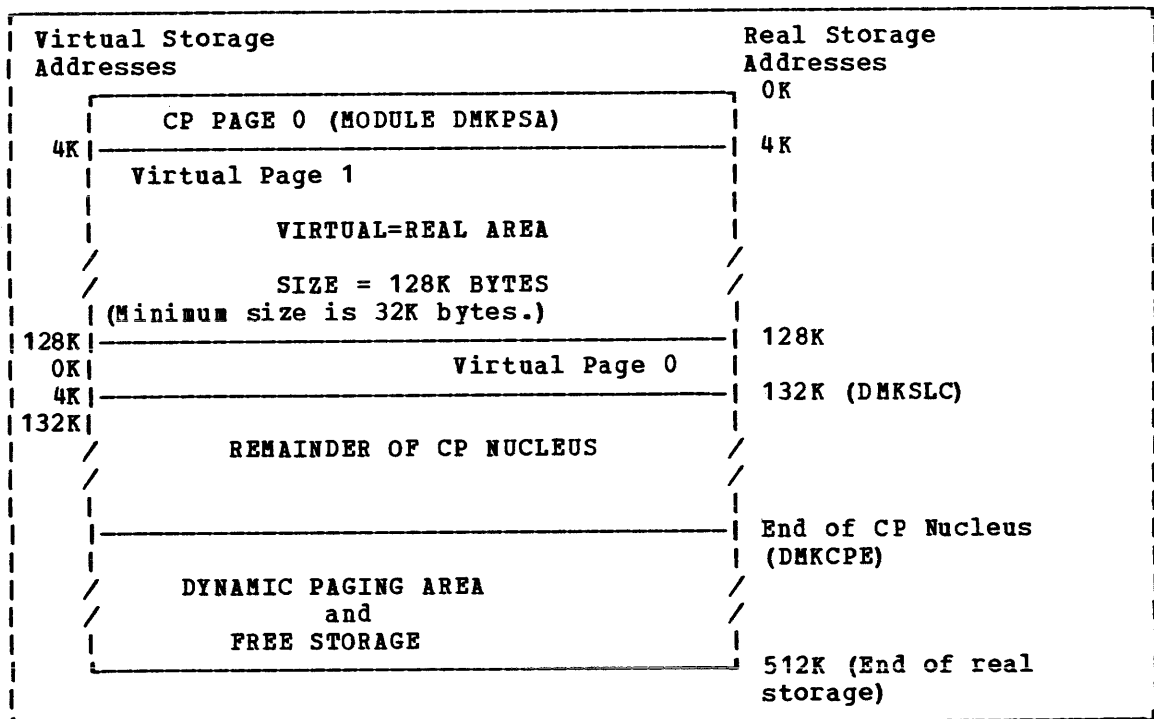 Virtual Storage Real Storage
Addresses Addresses
0K
CP PAGE 0 (MODULE DMKPSA)
4K 4K
Virtual Page 1
VIRTUAL=REAL AREA
SIZE = 128K BYTES
(Minimum size is 32K bytes.)
128K 128K
0K Virtual Page 0
4K 132K (DMKSLC)
132K
REMAINDER OF CP NUCLEUS
End of CP Nucleus
(DMKCPE)
DYNAMIC PAGING AREA
and
FREE STORAGE
512K (End of real
storage)